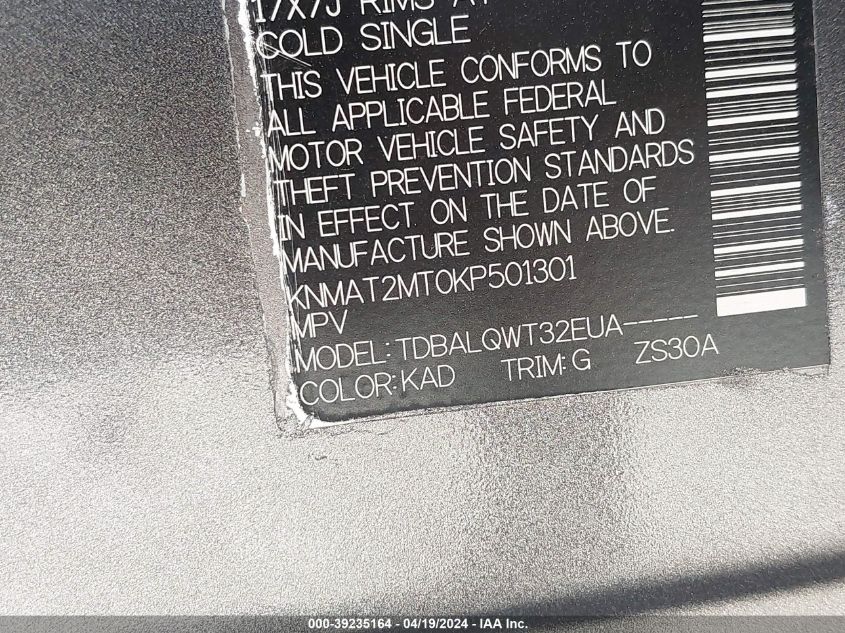 17X7J RIMS
COLD SINGLE
THIS VEHICLE CONFORMS TO
ALL APPLICABLE FEDERAL
MOTOR VEHICLE SAFETY AND
THEFT PREVENTION STANDARDS
IN EFFECT ON THE DATE OF
MANUFACTURE SHOWN ABOVE.
KNMAT2MT0KP501301
MPV
MODEL: TDBALQWT32EUA-----
COLOR: KAD TRIM: G ZS30A
000-39235164 - 04/19/2024 - IAA Inc.